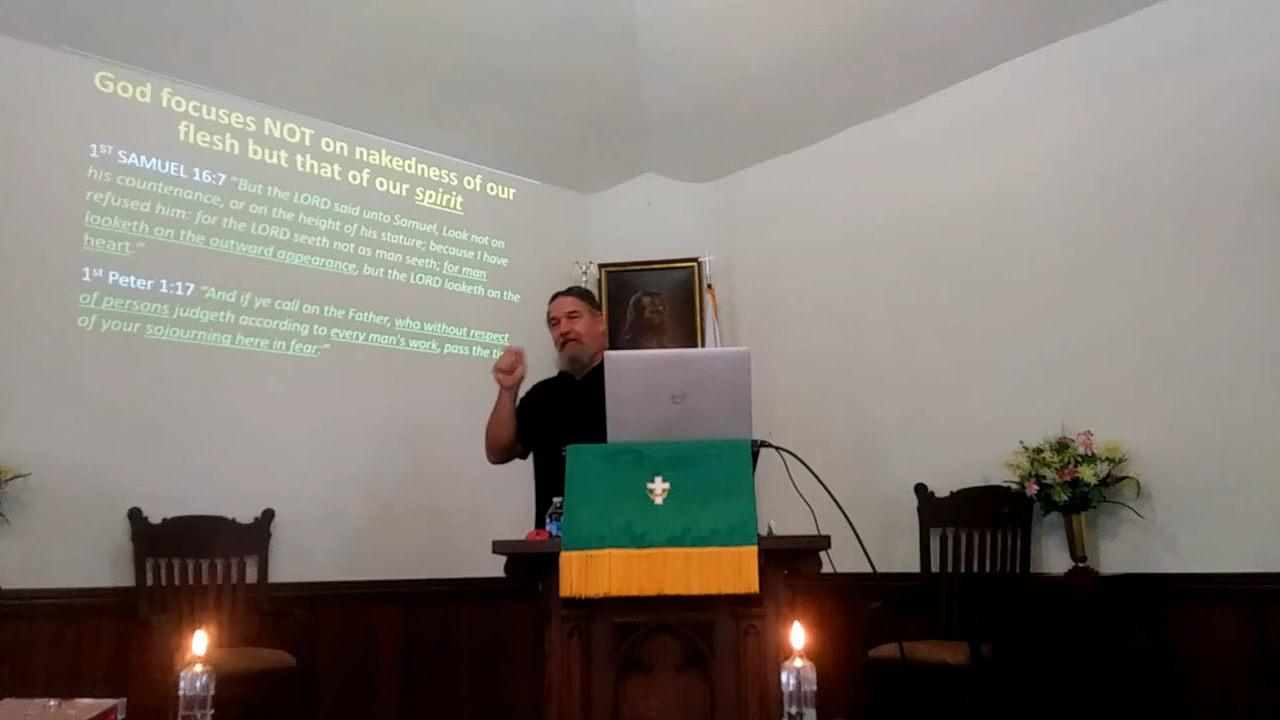 God focuses NOT on nakedness of our
flesh but that of our spirit
1ST SAMUEL 16:7 “But the LORD said unto Samuel, Look not on
his countenance, or on the height of his stature; because I have
refused him: for the LORD seeth not as man seeth; for man
looketh on the outward appearance, but the LORD looketh on the
heart.”
1st Peter 1:17 “And if ye call on the Father, who without respect
of persons judgeth according to every man's work, pass the
of your sojourning here in fear:”